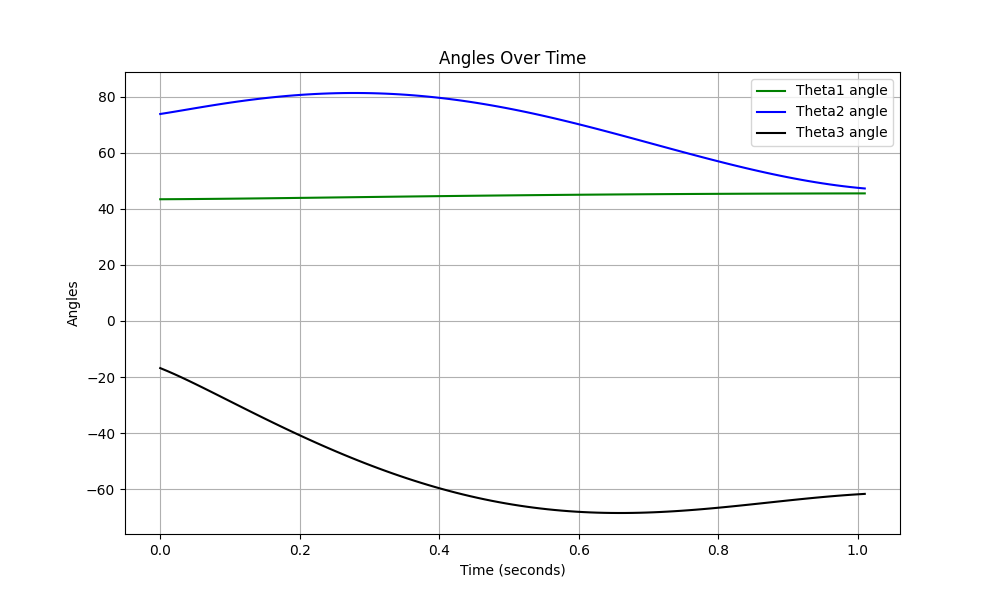 Angles Over Time
Theta1 angle
Theta2 angle
Theta3 angle
80
60
40
20
0
−20
−40
−60
Angles
0.0 0.2 0.4 0.6 0.8 1.0
Time (seconds)